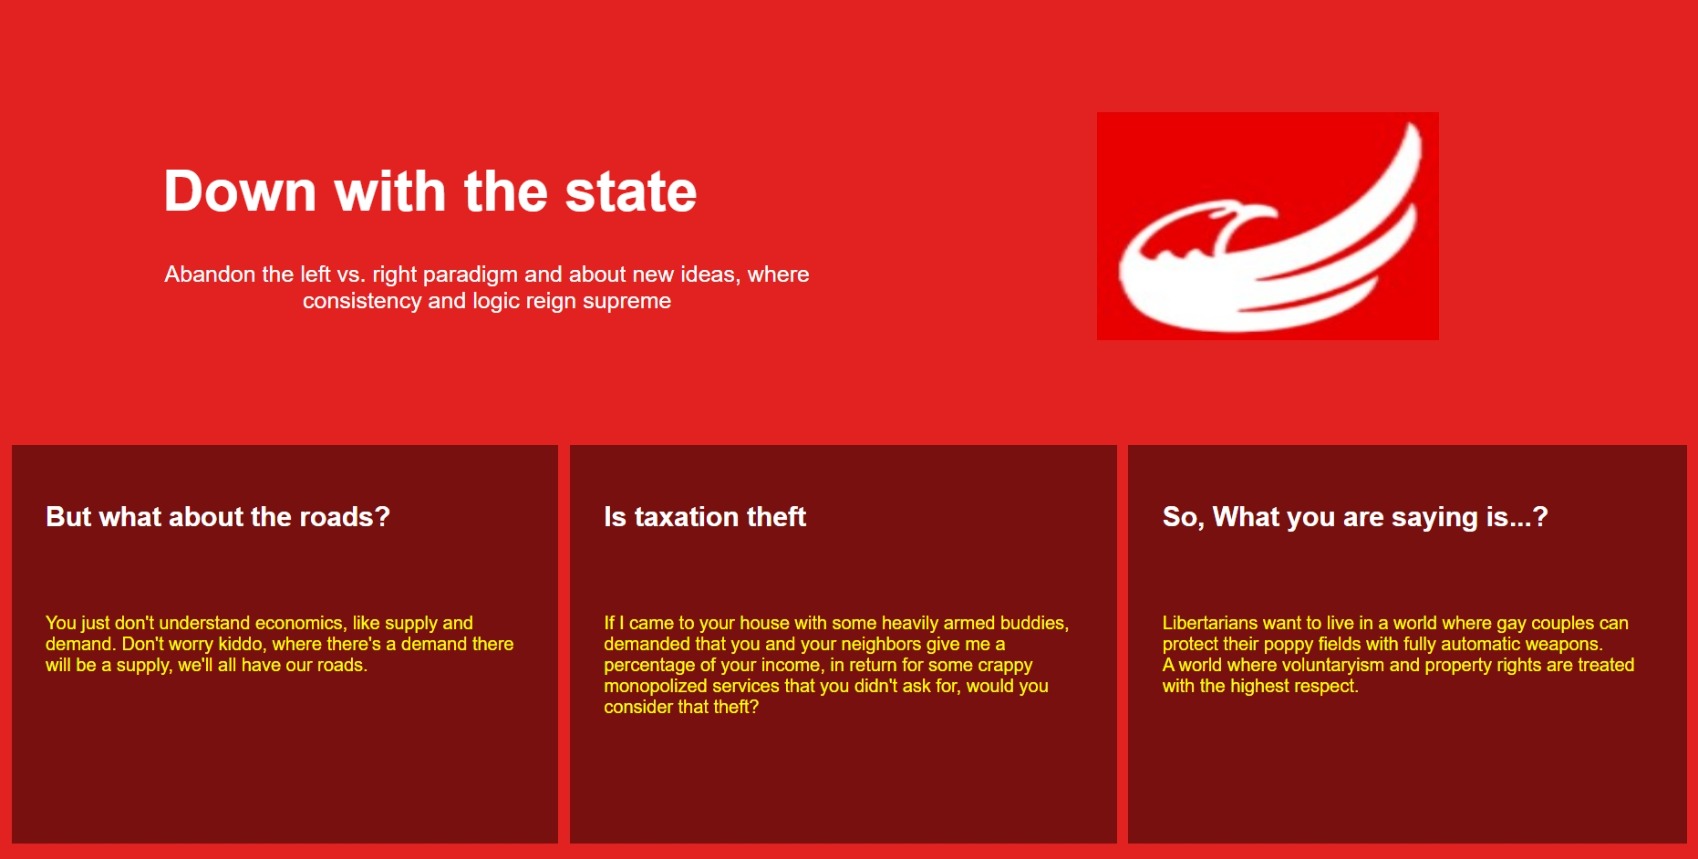 Down with the state
Abandon the left vs. right paradigm and about new ideas, where
consistency and logic reign supreme
But what about the roads?
You just don't understand economics, like supply and
demand. Don't worry kiddo, where there's a demand there
will be a supply, we'll all have our roads.
Is taxation theft
If I came to your house with some heavily armed buddies,
demanded that you and your neighbors give me a
percentage of your income, in return for some crappy
monopolized services that you didn't ask for, would you
consider that theft?
So, What you are saying is...?
Libertarians want to live in a world where gay couples can
protect their poppy fields with fully automatic weapons.
A world where voluntaryism and property rights are treated
with the highest respect.